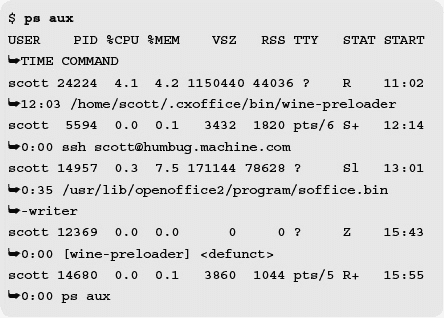 $ ps aux
USER PID %CPU %MEM VSZ RSS TTY STAT START
➥TIME COMMAND
scott 24224 4.1 4.2 1150440 44036 ? R 11:02
➥12:03 /home/scott/.cxoffice/bin/wine-preloader
scott 5594 0.0 0.1 3432 1820 pts/6 S+ 12:14
➥0:00 ssh scott@humbug.machine.com
scott 14957 0.3 7.5 171144 78628 ? Sl 13:01
➥0:35 /usr/lib/openoffice2/program/soffice.bin
➥-writer
scott 12369 0.0 0.0 0 0 ? Z 15:43
➥0:00 [wine-preloader] <defunct>
scott 14680 0.0 0.1 3860 1044 pts/5 R+ 15:55
➥0:00 ps aux